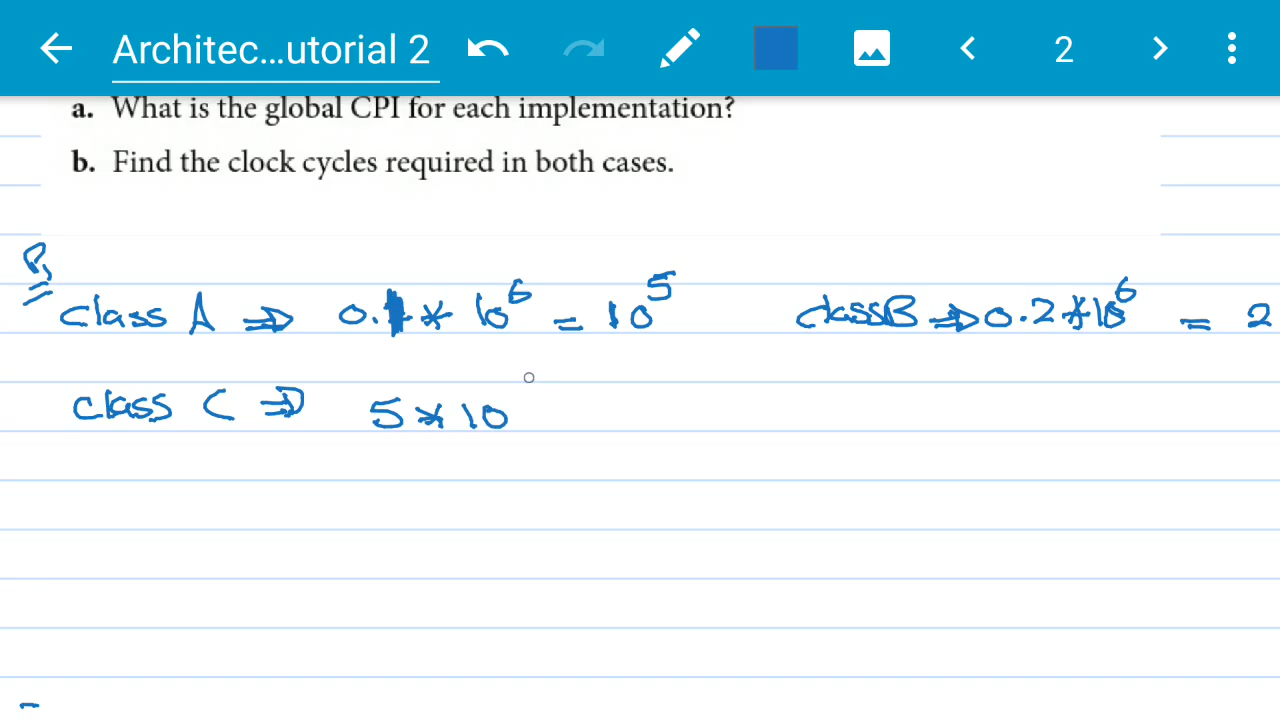 Architec...utorial 2 2
a. What is the global CPI for each implementation?
b. Find the clock cycles required in both cases.
P1
class A ⇒ 0.1 * 10^6 = 10^5 class B ⇒ 0.2 * 10^6 = 2
class C ⇒ 5 * 10